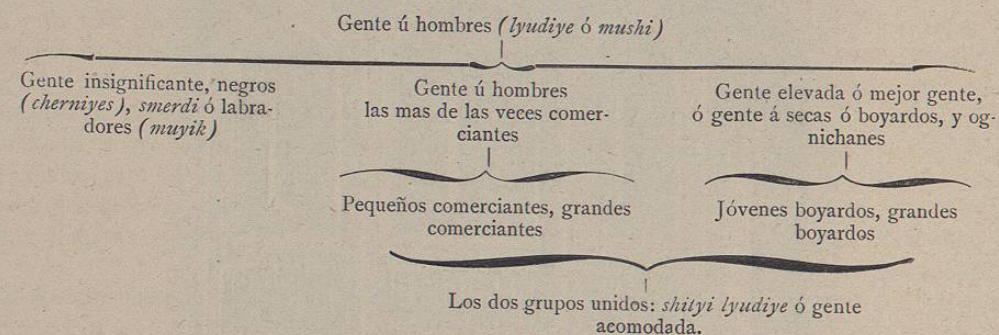 Gente ú hombres (lyudiye ó mushi)
Gente insignificante, negros
(cherniyes), smerdi ó labra-
dores (muyik)
Gente ú hombres
las mas de las veces comer-
ciantes
Gente elevada ó mejor gente,
ó gente á secas ó boyardos, y og-
nichanes
Pequeños comerciantes, grandes
comerciantes
Jóvenes boyardos, grandes
boyardos
Los dos grupos unidos: shityi lyudiye ó gente
acomodada.